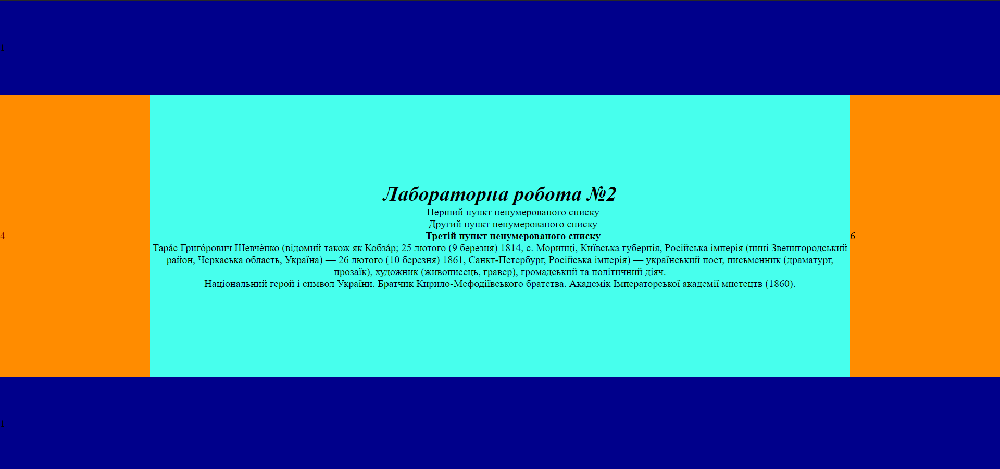 1
Лабораторна робота №2
Перший пункт ненумерованого списку
Другий пункт ненумерованого списку
4
Третій пункт ненумерованого списку
6
Тара́с Григо́рович Шевче́нко (відомий також як Кобза́р; 25 лютого (9 березня) 1814, с. Моринці, Київська губернія, Російська імперія (нині Звенигородський
район, Черкаська область, Україна) — 26 лютого (10 березня) 1861, Санкт-Петербург, Російська імперія) — український поет, письменник (драматург,
прозаїк), художник (живописець, гравер), громадський та політичний діяч.
Національний герой і символ України. Братчик Кирило-Мефодіївського братства. Академік Імператорської академії мистецтв (1860).
1